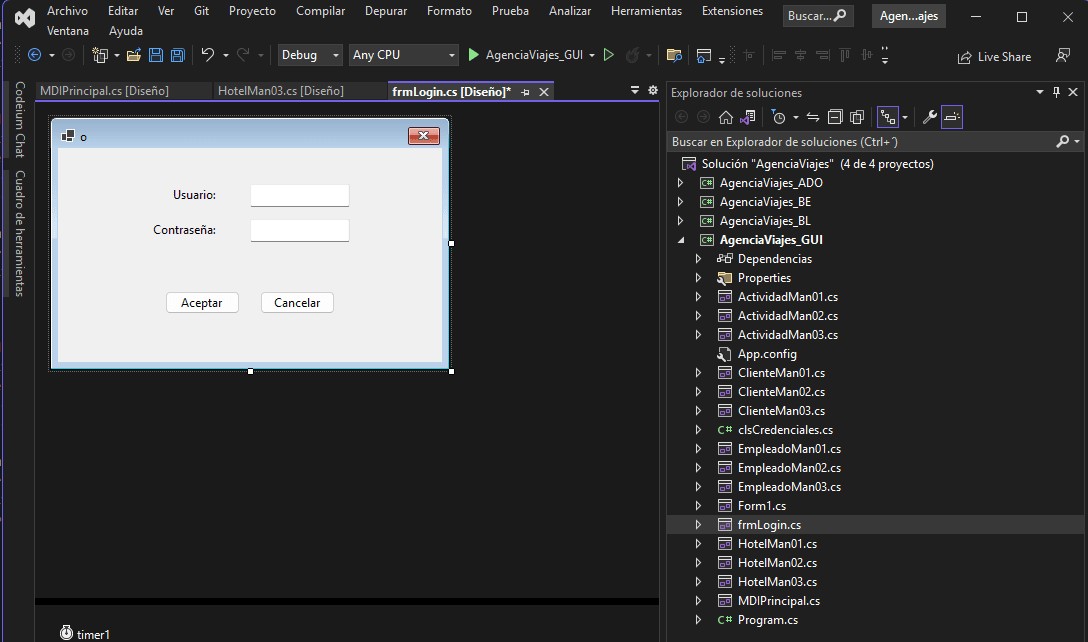 Archivo Editar Ver Git Proyecto Compilar Depurar Formato Prueba Analizar Herramientas Extensiones Buscar... Agen...ajes
Ventana Ayuda
Debug Any CPU AgenciaViajes_GUI Live Share
Codeium Chat
Cuadro de herramientas
MDIPrincipal.cs [Diseño] HotelMan03.cs [Diseño] frmLogin.cs [Diseño]*
o
Usuario:
Contraseña:
Aceptar Cancelar
timer1
Explorador de soluciones
Buscar en Explorador de soluciones (Ctrl+´)
Solución "AgenciaViajes" (4 de 4 proyectos)
C# AgenciaViajes_ADO
C# AgenciaViajes_BE
C# AgenciaViajes_BL
C# AgenciaViajes_GUI
Dependencias
Properties
ActividadMan01.cs
ActividadMan02.cs
ActividadMan03.cs
App.config
ClienteMan01.cs
ClienteMan02.cs
ClienteMan03.cs
C# clsCredenciales.cs
EmpleadoMan01.cs
EmpleadoMan02.cs
EmpleadoMan03.cs
Form1.cs
frmLogin.cs
HotelMan01.cs
HotelMan02.cs
HotelMan03.cs
MDIPrincipal.cs
C# Program.cs